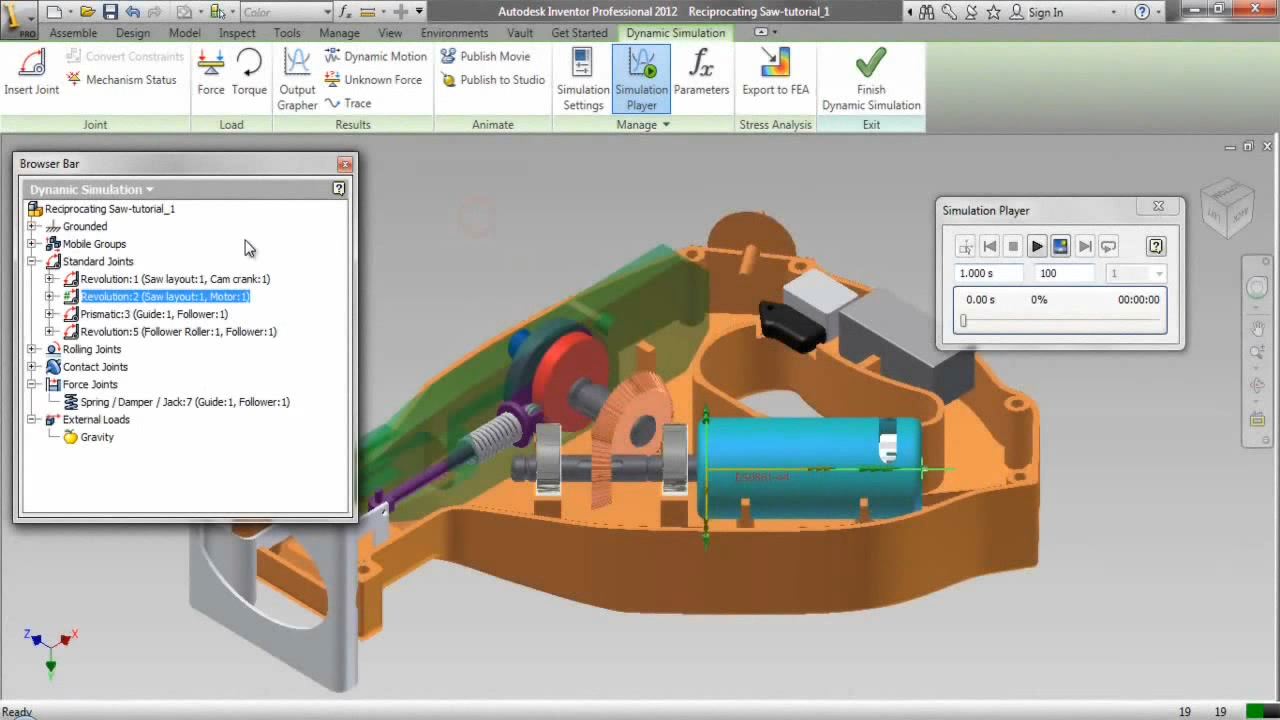 PRO
Color
Autodesk Inventor Professional 2012 Reciprocating Saw-tutorial_1
Sign In
Assemble Design Model Inspect Tools Manage View Environments Vault Get Started Dynamic Simulation
Insert Joint
Convert Constraints
Mechanism Status
Joint
Force
Torque
Load
Output Grapher
Dynamic Motion
Unknown Force
Trace
Results
Publish Movie
Publish to Studio
Animate
Simulation Settings
Simulation Player
Parameters
Manage
Export to FEA
Stress Analysis
Finish Dynamic Simulation
Exit
Browser Bar
Dynamic Simulation
Reciprocating Saw-tutorial_1
Grounded
Mobile Groups
Standard Joints
Revolution:1 (Saw layout:1, Cam crank:1)
Revolution:2 (Saw layout:1, Motor:1)
Prismatic:3 (Guide:1, Follower:1)
Revolution:5 (Follower Roller:1, Follower:1)
Rolling Joints
Contact Joints
Force Joints
Spring / Damper / Jack:7 (Guide:1, Follower:1)
External Loads
Gravity
Simulation Player
1.000 s 100 1
0.00 s 0% 00:00:00
Z X
Y
Ready 19 19